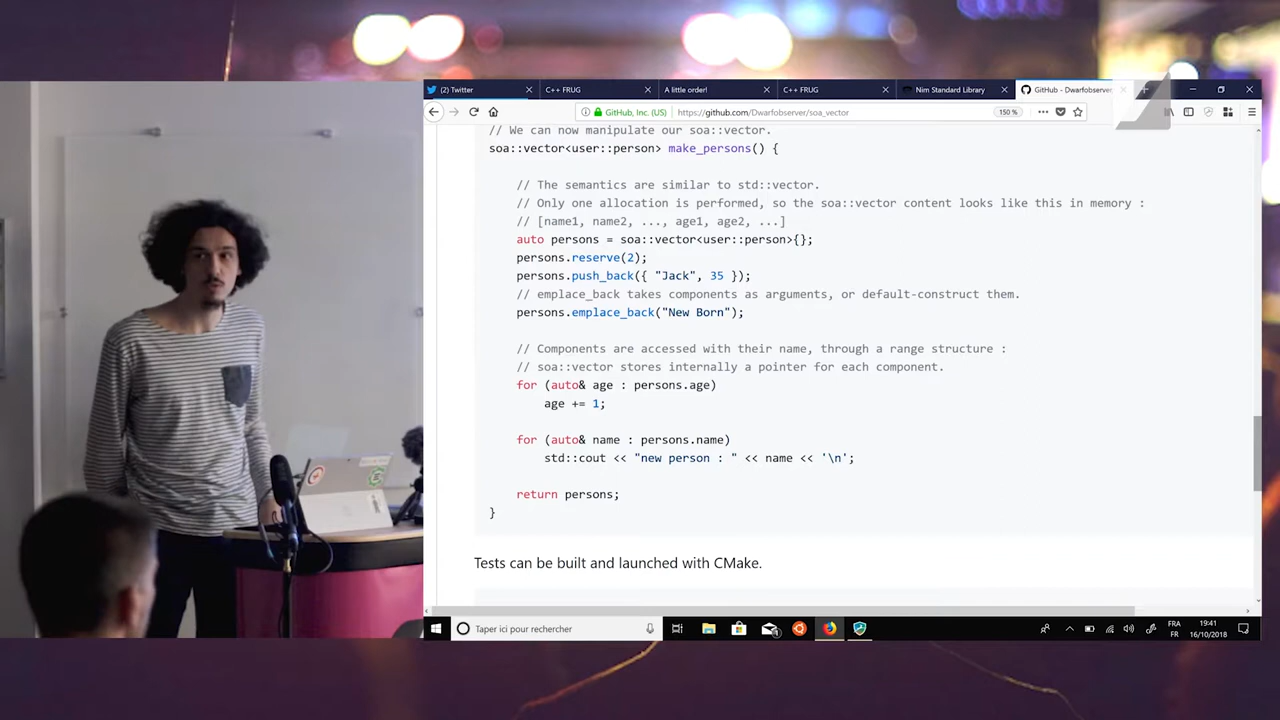 (2) Twitter
C++ FRUG
A little order!
C++ FRUG
Nim Standard Library
GitHub - Dwarfobserver
GitHub, Inc. (US)
https://github.com/Dwarfobserver/soa_vector
150 %
// We can now manipulate our soa::vector.
soa::vector<user::person> make_persons() {
// The semantics are similar to std::vector.
// Only one allocation is performed, so the soa::vector content looks like this in memory :
// [name1, name2, ..., age1, age2, ...]
auto persons = soa::vector<user::person>{};
persons.reserve(2);
persons.push_back({ "Jack", 35 });
// emplace_back takes components as arguments, or default-construct them.
persons.emplace_back("New Born");
// Components are accessed with their name, through a range structure :
// soa::vector stores internally a pointer for each component.
for (auto& age : persons.age)
age += 1;
for (auto& name : persons.name)
std::cout << "new person : " << name << '\n';
return persons;
}
Tests can be built and launched with CMake.
Taper ici pour rechercher
FRA
FR
19:41
16/10/2018